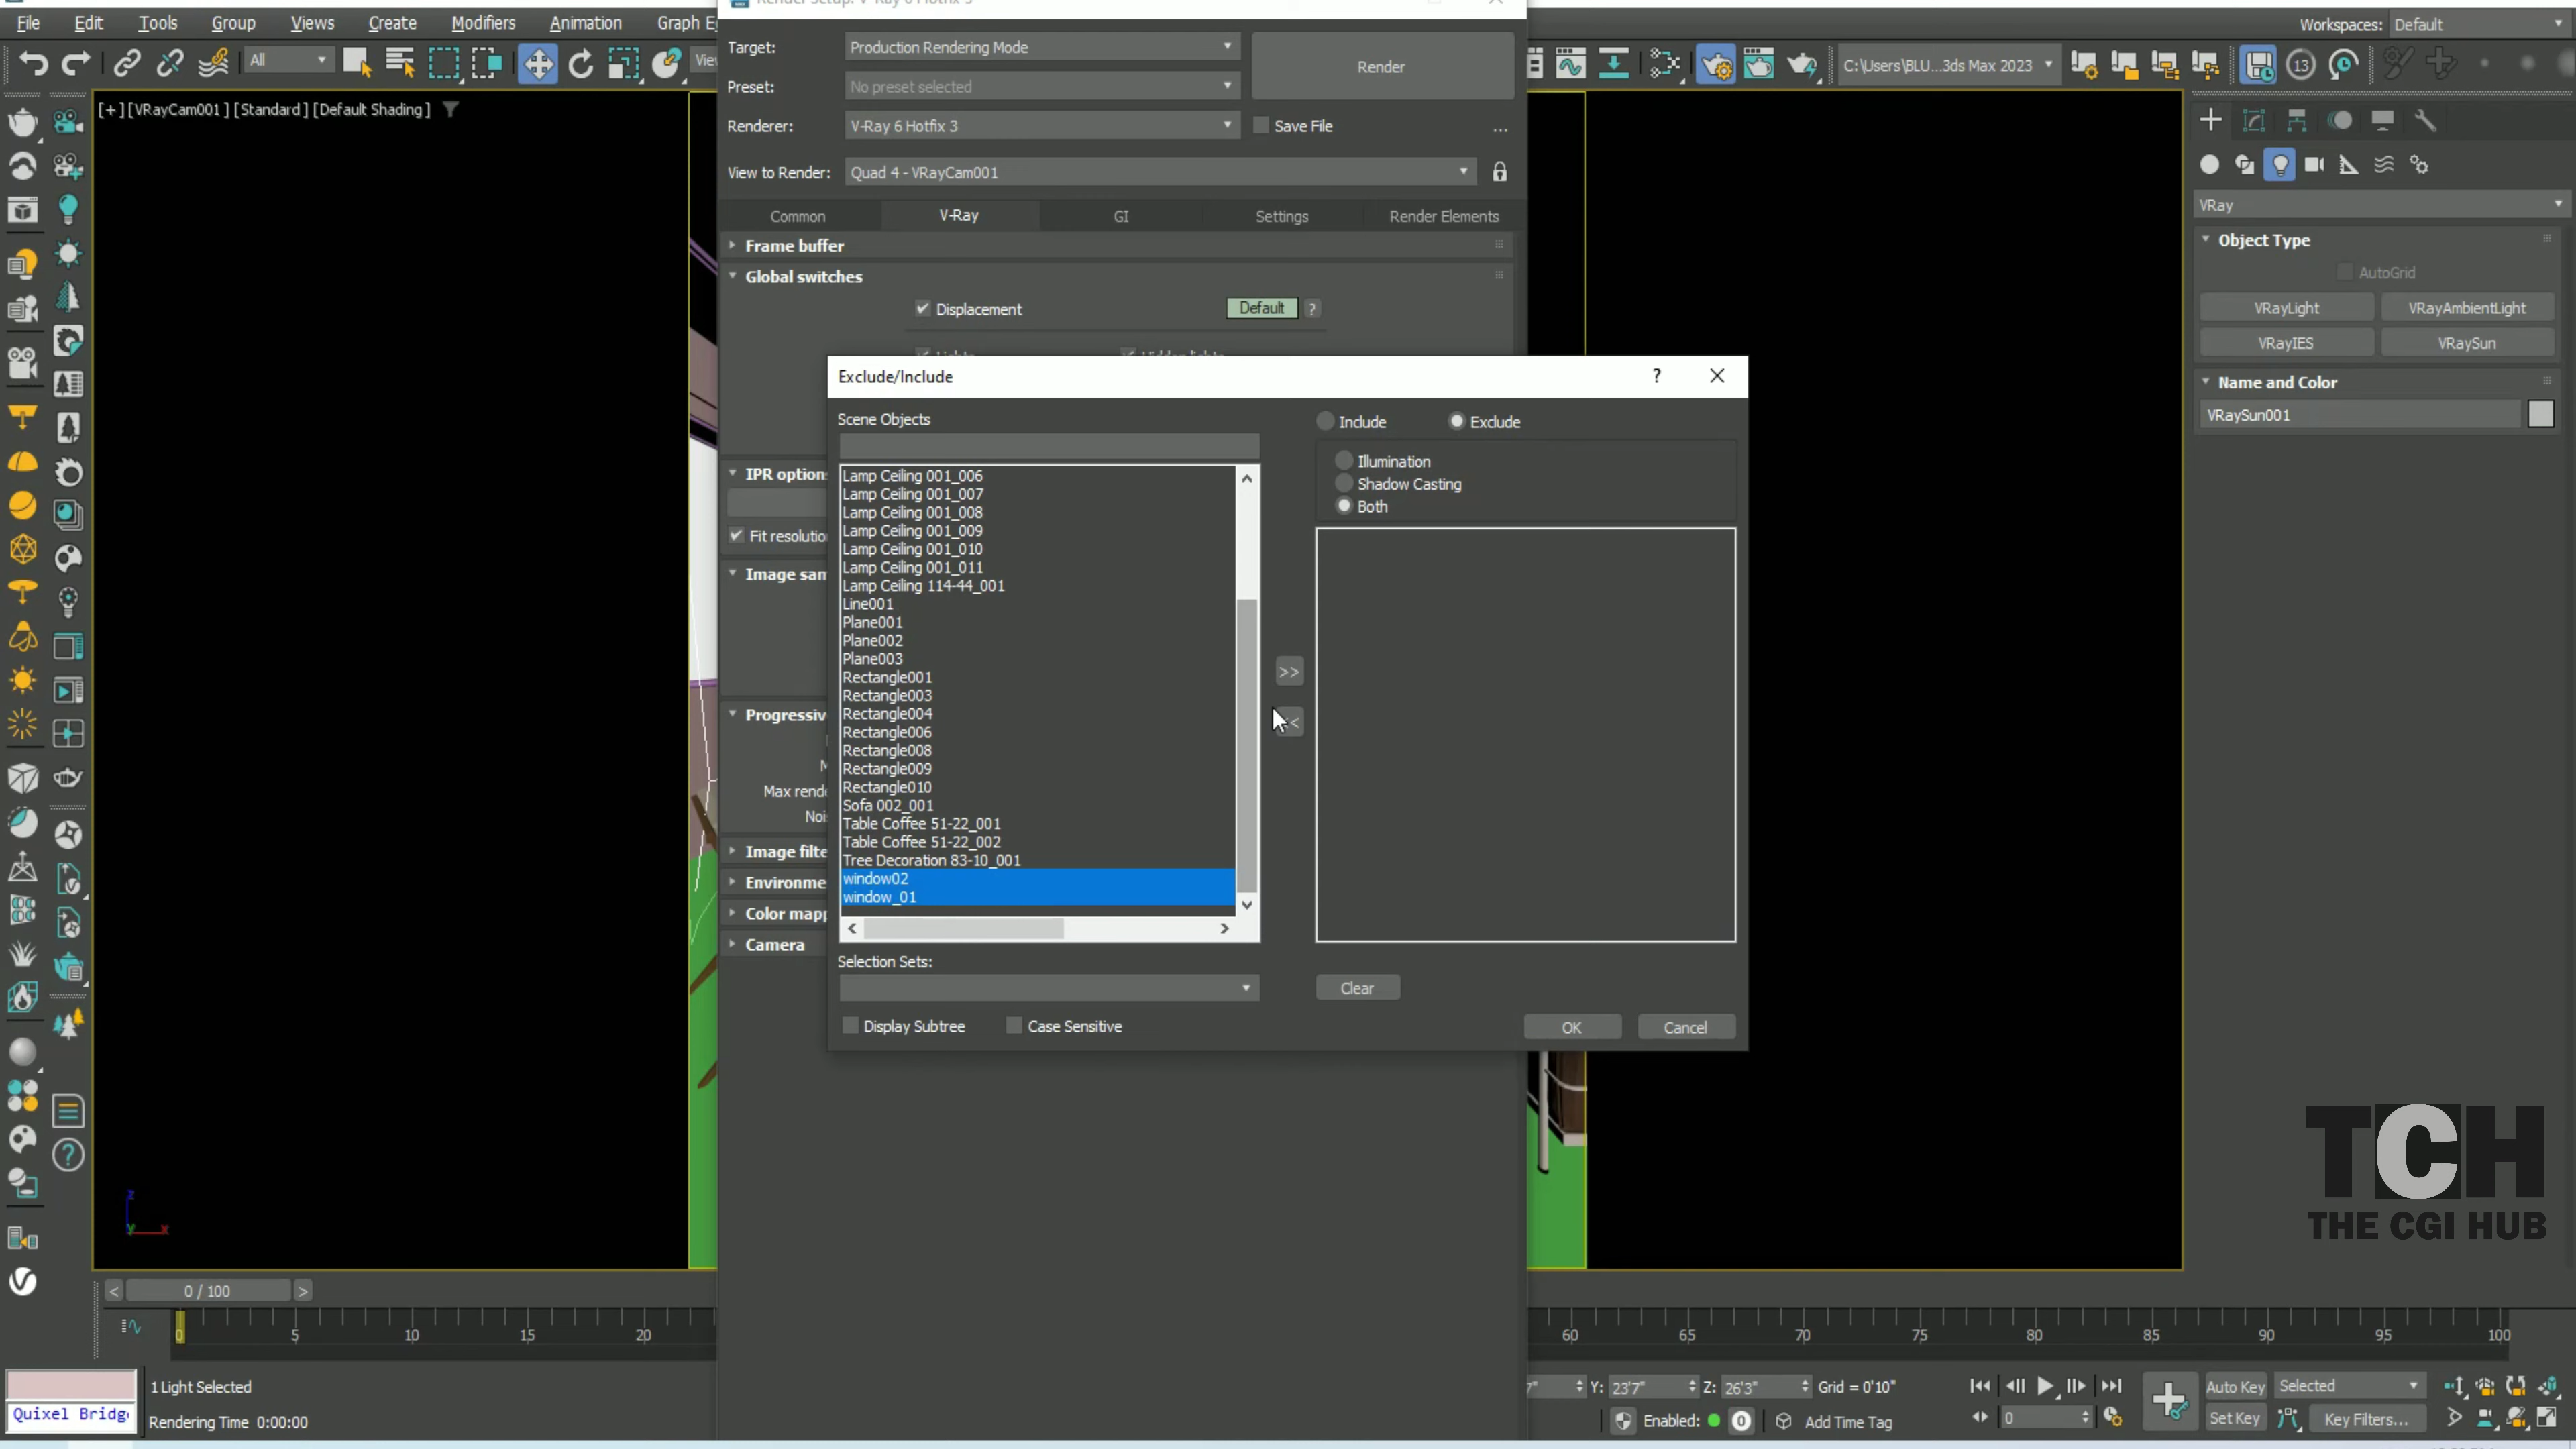 File Edit Tools Group Views Create Modifiers Animation Graph E
Workspaces: Default
All
C:\Users\BLU...3ds Max 2023
[+] [VRayCam001] [Standard] [Default Shading]
Target: Production Rendering Mode
Render
Preset: No preset selected
Renderer: V-Ray 6 Hotfix 3
Save File
...
View to Render: Quad 4 - VRayCam001
Common V-Ray GI Settings Render Elements
Frame buffer
Global switches
Displacement
Default ?
IPR option
Fit resolutio
Image sam
Progressiv
Max rende
Noi
Image filte
Environme
Color mapp
Camera
Exclude/Include
?
Scene Objects
Lamp Ceiling 001_006
Lamp Ceiling 001_007
Lamp Ceiling 001_008
Lamp Ceiling 001_009
Lamp Ceiling 001_010
Lamp Ceiling 001_011
Lamp Ceiling 114-44_001
Line001
Plane001
Plane002
Plane003
Rectangle001
Rectangle003
Rectangle004
Rectangle006
Rectangle008
Rectangle009
Rectangle010
Sofa 002_001
Table Coffee 51-22_001
Table Coffee 51-22_002
Tree Decoration 83-10_001
window02
window_01
>>
Include Exclude
Illumination
Shadow Casting
Both
Selection Sets:
Clear
Display Subtree Case Sensitive
OK Cancel
VRay
Object Type
AutoGrid
VRayLight VRayAmbientLight
VRayIES VRaySun
Name and Color
VRaySun001
TCH
THE CGI HUB
z
y x
< 0 / 100 >
0 5 10 15 20 60 65 70 75 80 85 90 95 100
1 Light Selected
Y: 23'7" Z: 26'3" Grid = 0'10"
Auto Key Selected
Quixel Bridg
Rendering Time 0:00:00
Enabled: 0 Add Time Tag
0
Set Key Key Filters...